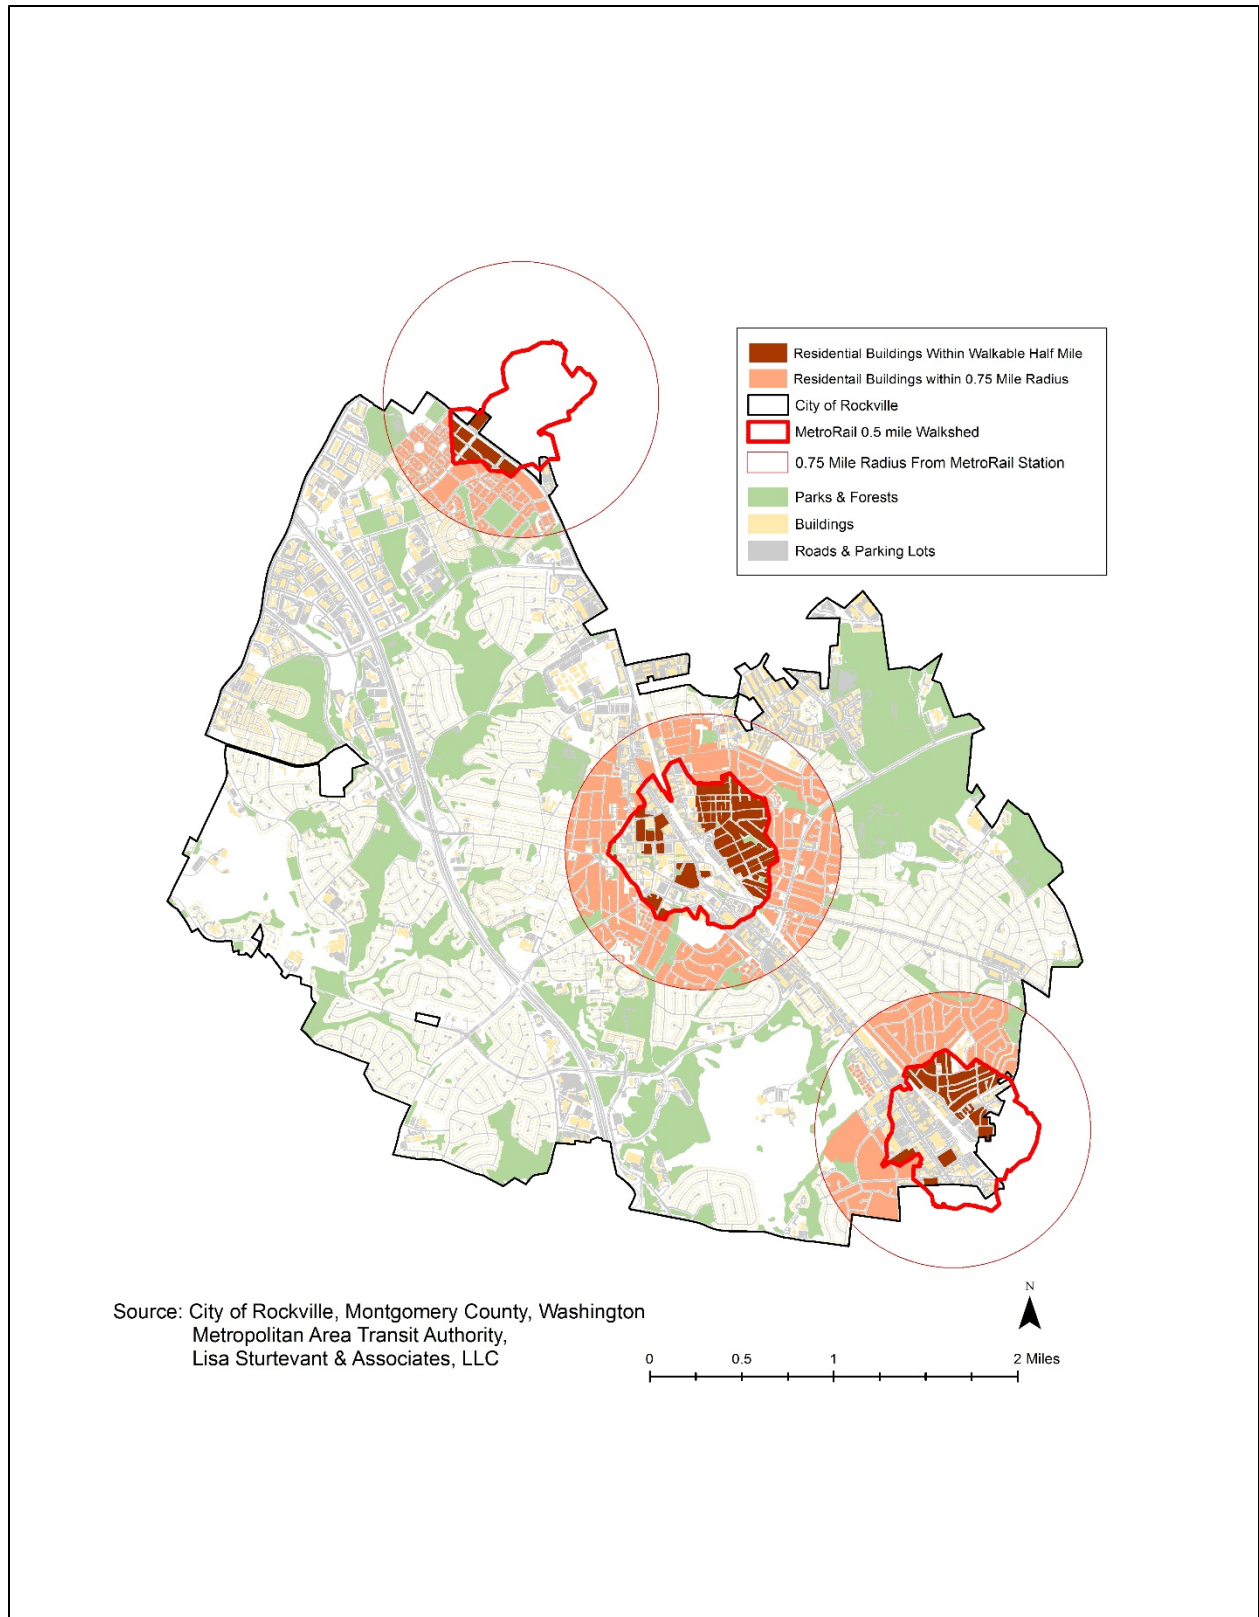 Residential Buildings Within Walkable Half Mile
Residentail Buildings within 0.75 Mile Radius
City of Rockville
MetroRail 0.5 mile Walkshed
0.75 Mile Radius From MetroRail Station
Parks & Forests
Buildings
Roads & Parking Lots
Source: City of Rockville, Montgomery County, Washington
Metropolitan Area Transit Authority,
Lisa Sturtevant & Associates, LLC
N
0 0.5 1 2 Miles